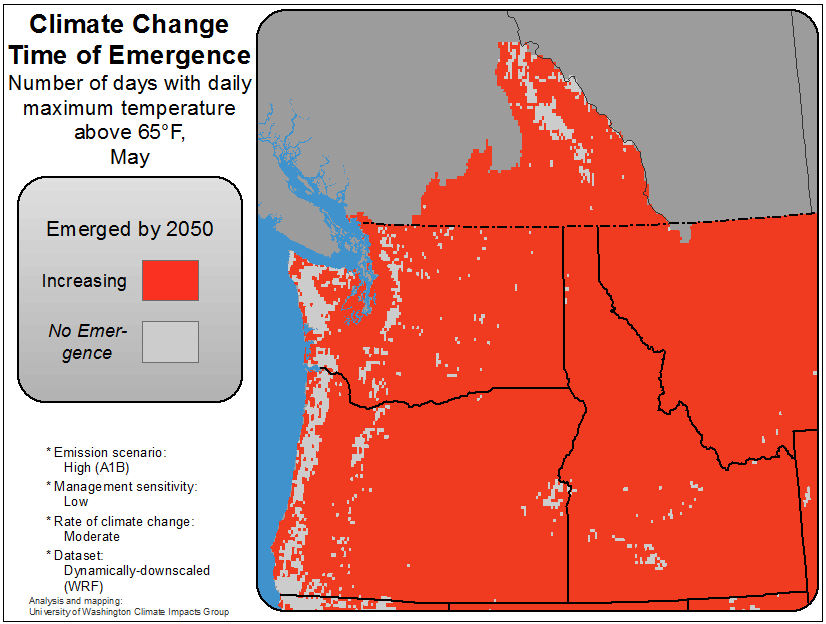 Climate Change
Time of Emergence
Number of days with daily
maximum temperature
above 65°F,
May
Emerged by 2050
Increasing
No Emer-
gence
* Emission scenario:
High (A1B)
* Management sensitivity:
Low
* Rate of climate change:
Moderate
* Dataset:
Dynamically-downscaled
(WRF)
Analysis and mapping:
University of Washington Climate Impacts Group